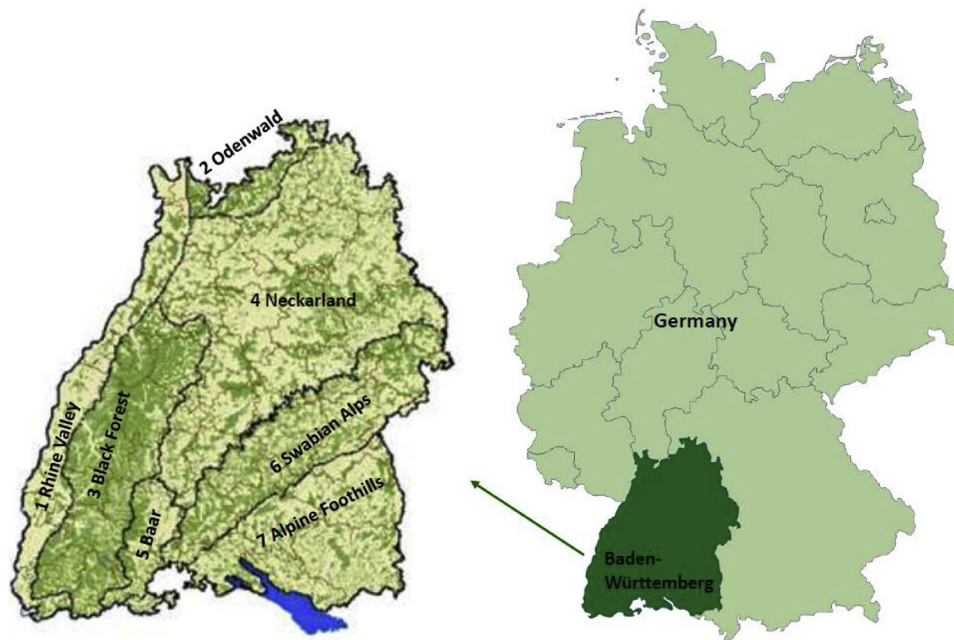 2 Odenwald
4 Neckarland
Germany
1 Rhine Valley
3 Black Forest
6 Swabian Alps
5 Baar
7 Alpine Foothills
Baden-
Württemberg